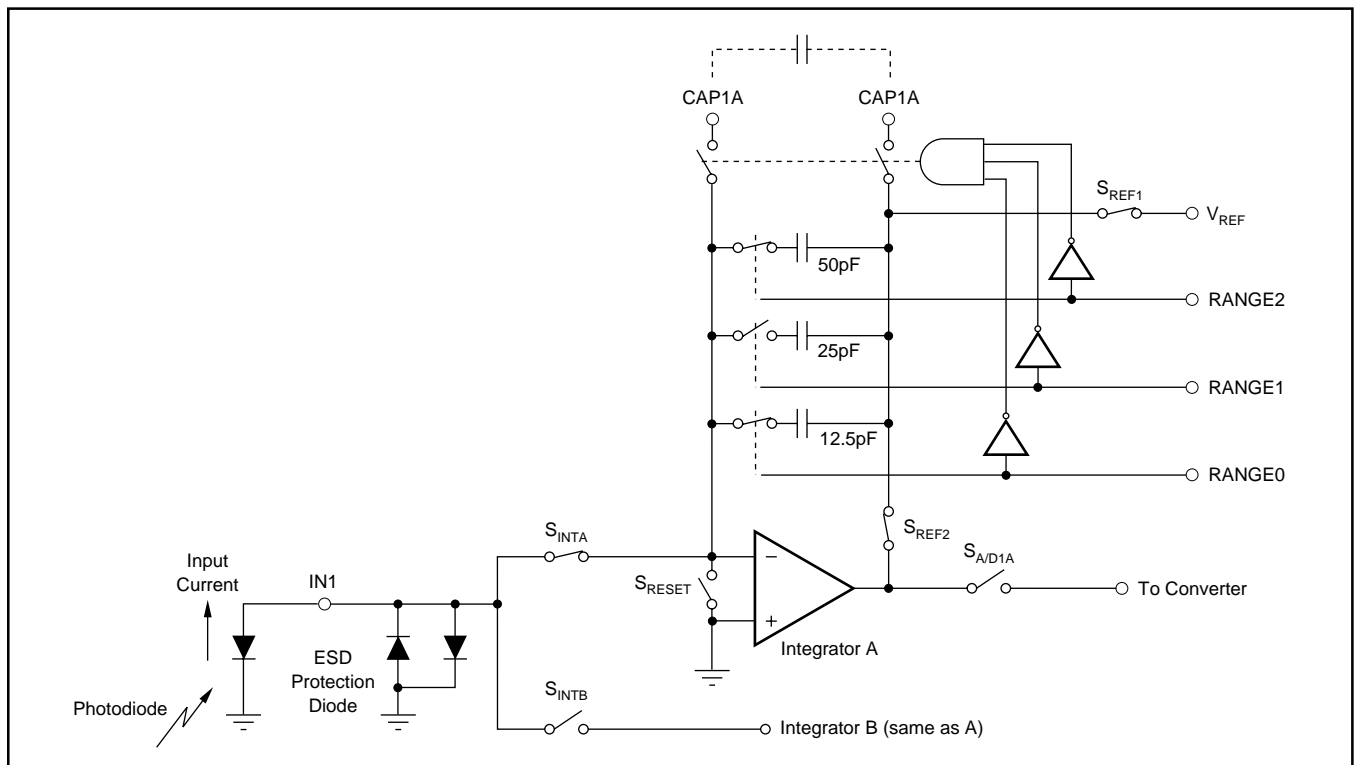 CAP1A
CAP1A
S_REF1
V_REF
50pF
RANGE2
25pF
RANGE1
12.5pF
RANGE0
S_REF2
S_INTA
S_A/D1A
Input
Current
IN1
S_RESET
−
+
To Converter
Integrator A
ESD
Protection
Diode
Photodiode
S_INTB
Integrator B (same as A)